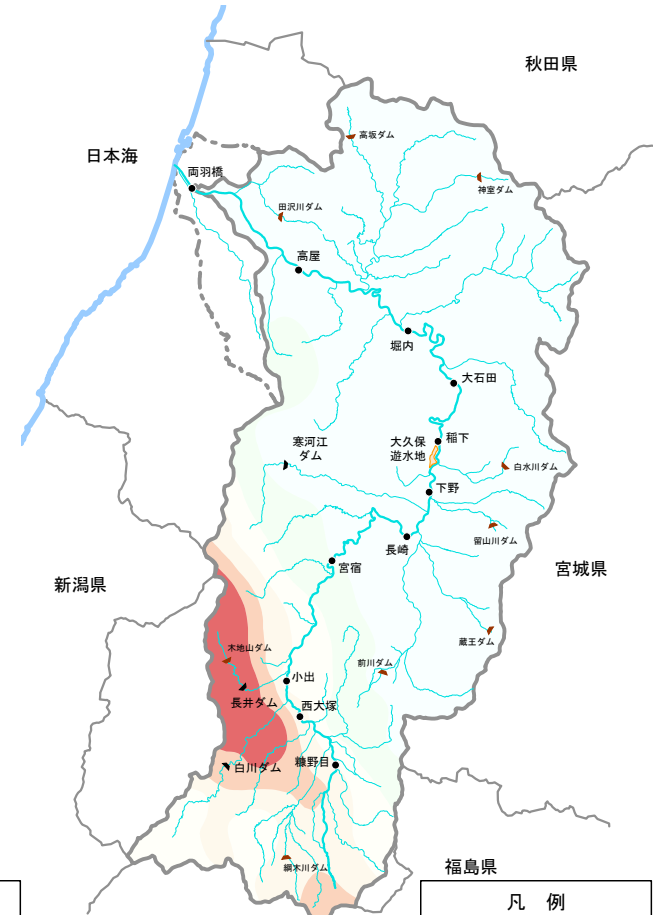 秋田県
高坂ダム
日本海
両羽橋
神室ダム
田沢川ダム
高屋
堀内
大石田
寒河江
ダム
大久保
遊水地
稲下
白水川ダム
下野
留山川ダム
長崎
宮宿
宮城県
新潟県
蔵王ダム
木地山ダム
前川ダム
小出
長井ダム
西大塚
白川ダム
糠野目
綱木川ダム
福島県
凡 例